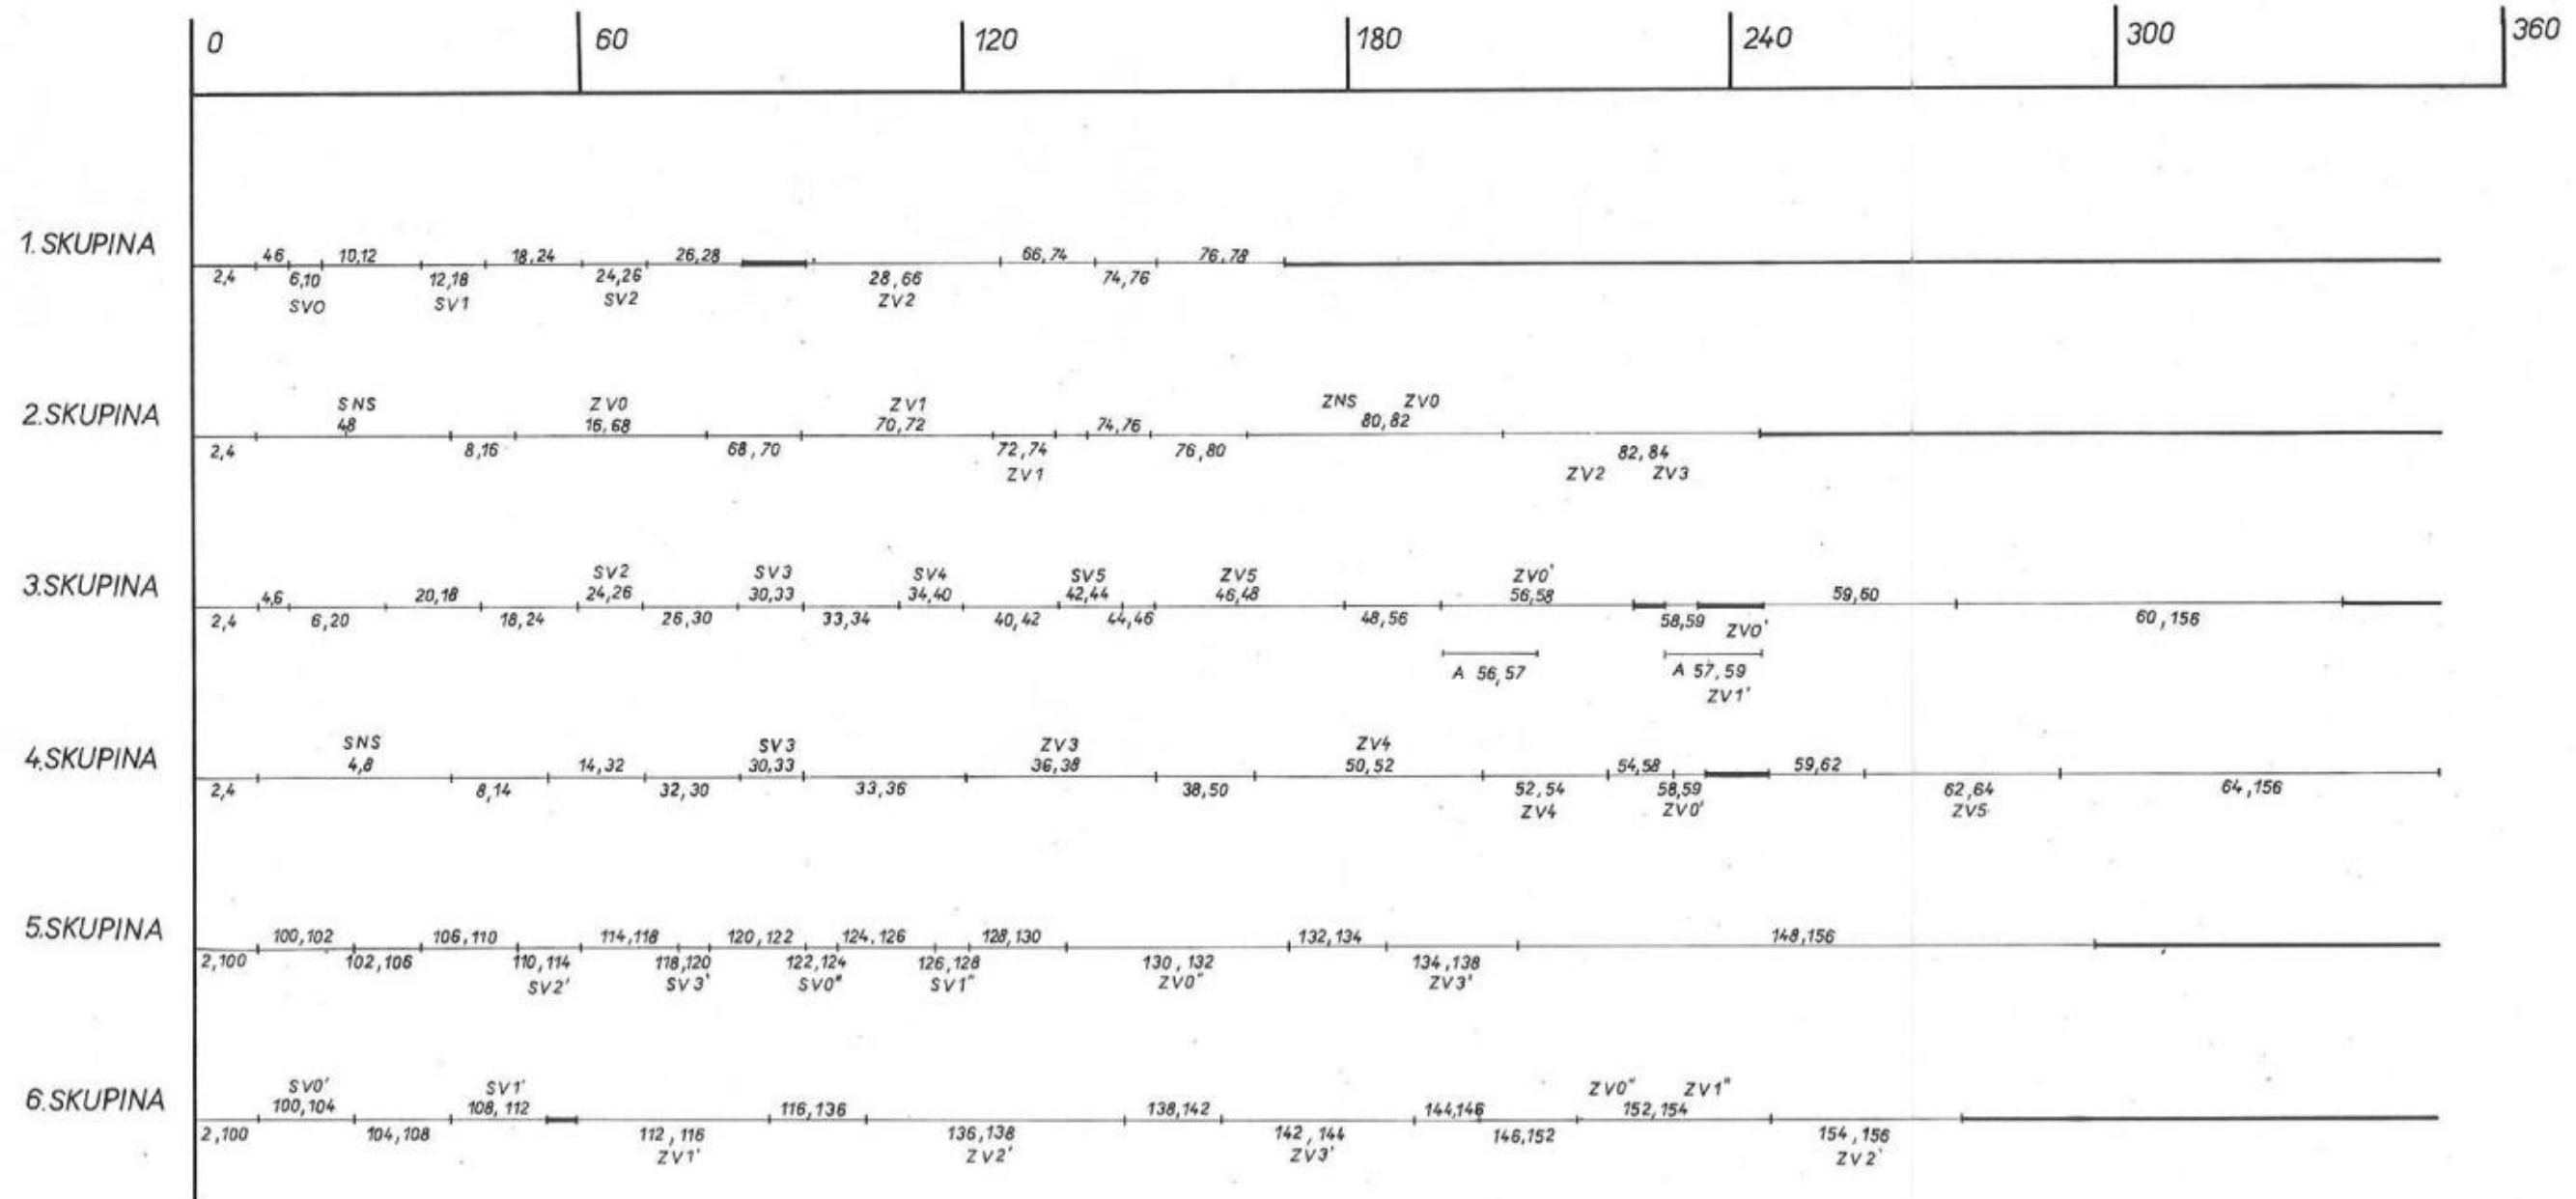 0 60 120 180 240 300 360
46 10,12 18,24 26,28 66,74 76,78
1. SKUPINA
2,4 6,10 12,18 24,26 28,66 74,76
SV0 SV1 SV2 ZV2
SNS ZV0 ZV1 ZNS ZV0
48 16,68 70,72 74,76 80,82
2. SKUPINA
2,4 8,16 68,70 72,74 76,80 82,84
ZV1 ZV2 ZV3
SV2 SV3 SV4 SV5 ZV5 ZV0'
4,6 20,18 24,26 30,33 34,40 42,44 46,48 56,58 59,60
3. SKUPINA
2,4 6,20 18,24 26,30 33,34 40,42 44,46 48,56 58,59 ZV0' 60,156
A 56,57 A 57,59
ZV1'
SNS SV3 ZV3 ZV4
4,8 14,32 30,33 36,38 50,52 54,58 59,62
4. SKUPINA
2,4 8,14 32,30 33,36 38,50 52,54 58,59 62,64 64,156
ZV4 ZV0' ZV5
100,102 106,110 114,118 120,122 124,126 128,130 132,134 148,156
5. SKUPINA
2,100 102,106 110,114 118,120 122,124 126,128 130,132 134,138
SV2' SV3' SV0" SV1" ZV0" ZV3'
SV0' SV1' ZV0" ZV1"
100,104 108,112 116,136 138,142 144,146 152,154
6. SKUPINA
2,100 104,108 112,116 136,138 142,144 146,152 154,156
ZV1' ZV2' ZV3' ZV2'